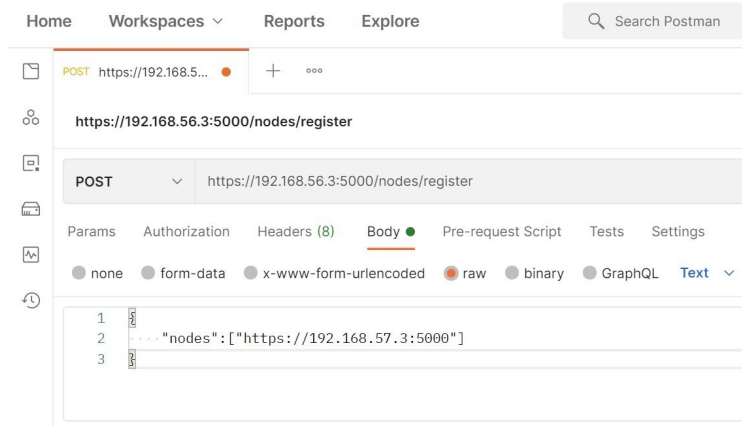 Home Workspaces Reports Explore Search Postman
POST https://192.168.5... + ooo
https://192.168.56.3:5000/nodes/register
POST https://192.168.56.3:5000/nodes/register
Params Authorization Headers (8) Body Pre-request Script Tests Settings
none form-data x-www-form-urlencoded raw binary GraphQL Text
1 {
2 ····"nodes":["https://192.168.57.3:5000"]
3 }